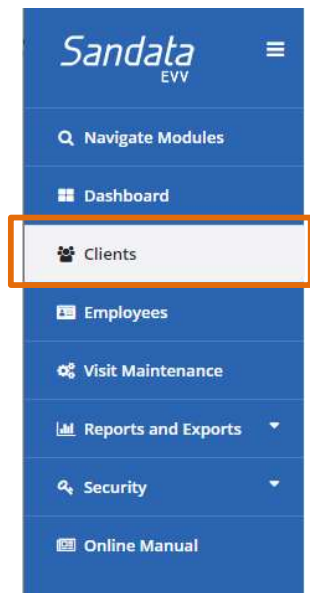 Sandata
EVV
Navigate Modules
Dashboard
Clients
Employees
Visit Maintenance
Reports and Exports
Security
Online Manual